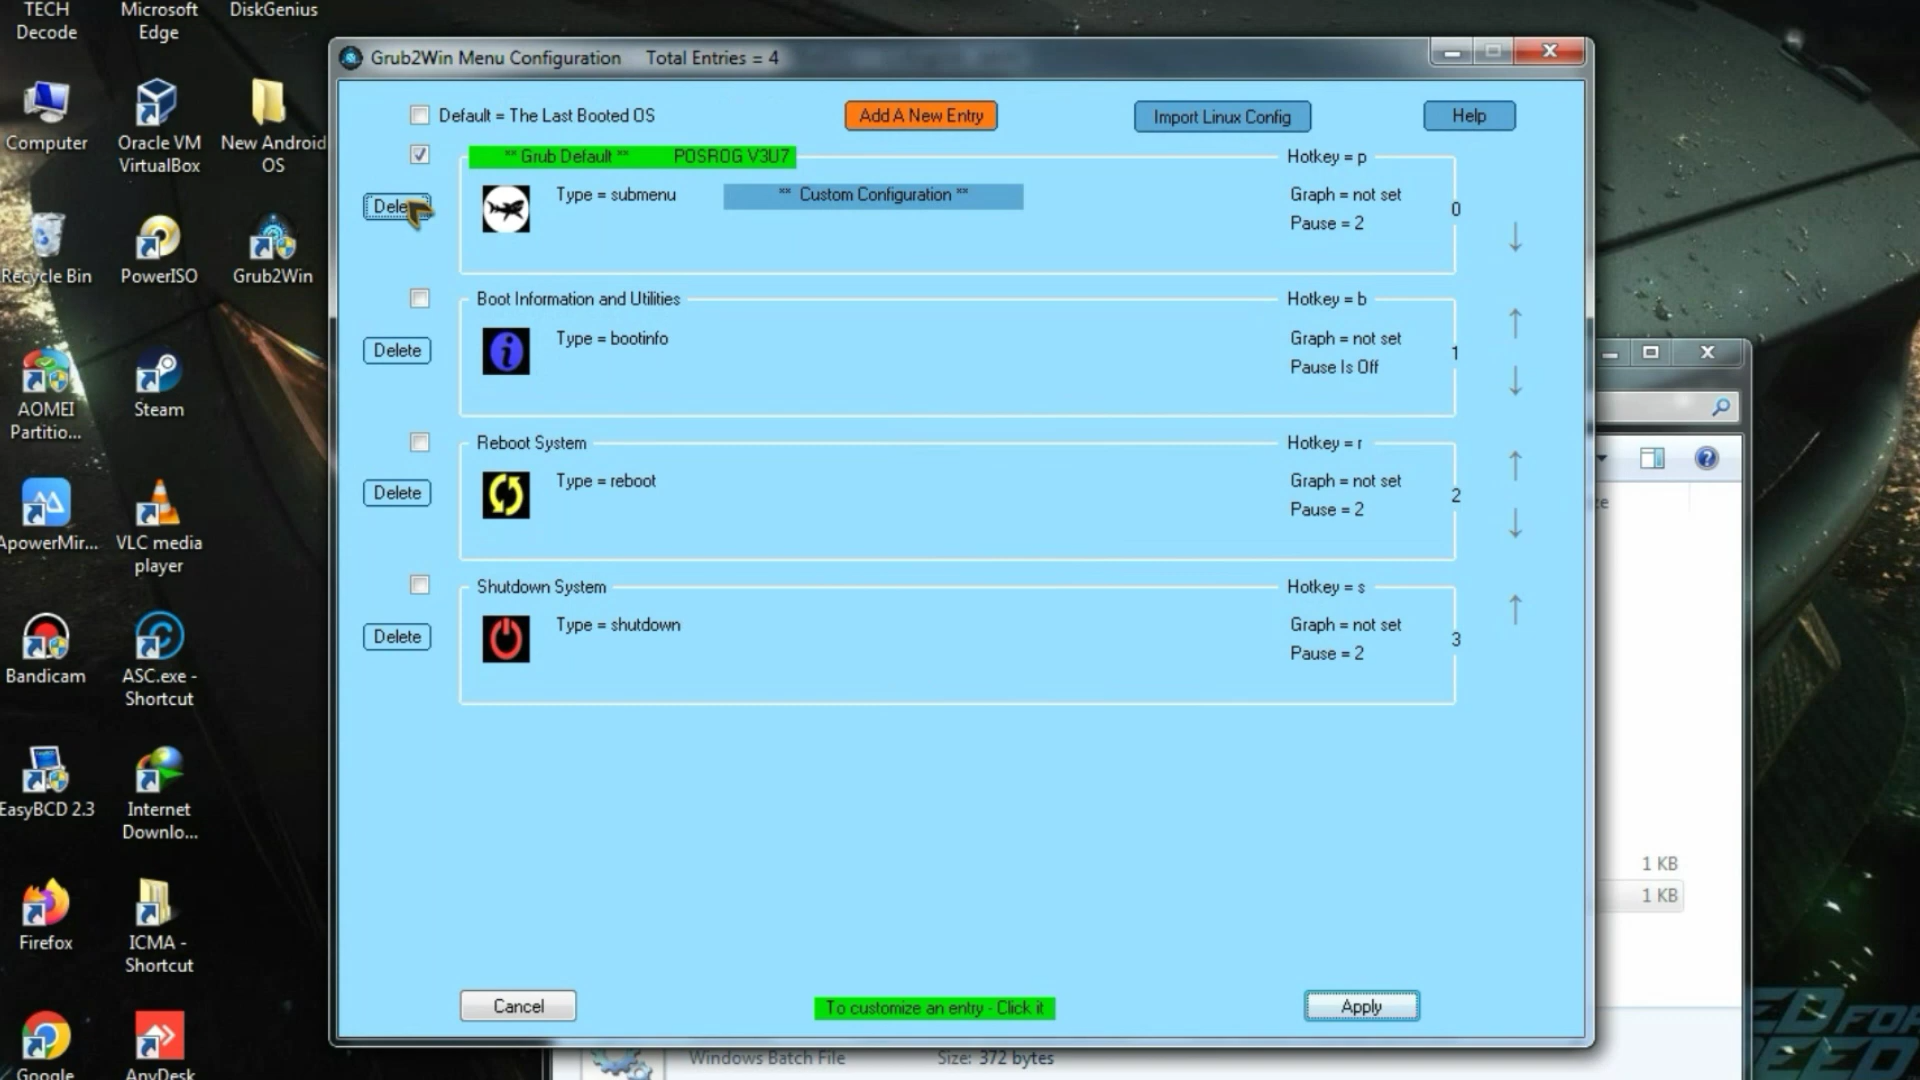 TECH
Decode
Microsoft
Edge
DiskGenius
Computer
Oracle VM
VirtualBox
New Android
OS
Recycle Bin
PowerISO
Grub2Win
AOMEI
Partitio...
Steam
ApowerMir...
VLC media
player
Bandicam
ASC.exe -
Shortcut
EasyBCD 2.3
Internet
Downlo...
Firefox
ICMA -
Shortcut
Google
AnyDesk
Grub2Win Menu Configuration Total Entries = 4
Default = The Last Booted OS
Add A New Entry
Import Linux Config
Help
** Grub Default ** POSROG V3U7
Hotkey = p
Delet
Type = submenu
** Custom Configuration **
Graph = not set
Pause = 2
0
Boot Information and Utilities
Hotkey = b
Delete
Type = bootinfo
Graph = not set
Pause Is Off
1
Reboot System
Hotkey = r
Delete
Type = reboot
Graph = not set
Pause = 2
2
Shutdown System
Hotkey = s
Delete
Type = shutdown
Graph = not set
Pause = 2
3
Cancel
To customize an entry - Click it
Apply
1 KB
1 KB
Windows Batch File
Size: 372 bytes